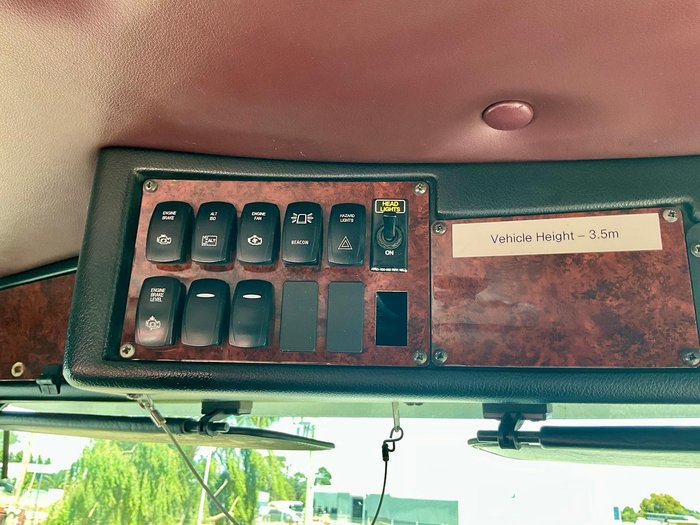 ENGINE
BRAKE
ALT
ISO
ALT
ENGINE
FAN
BEACON
HAZARD
LIGHTS
HEAD
LIGHTS
ON
Vehicle Height – 3.5m
ENGINE
BRAKE
LEVEL